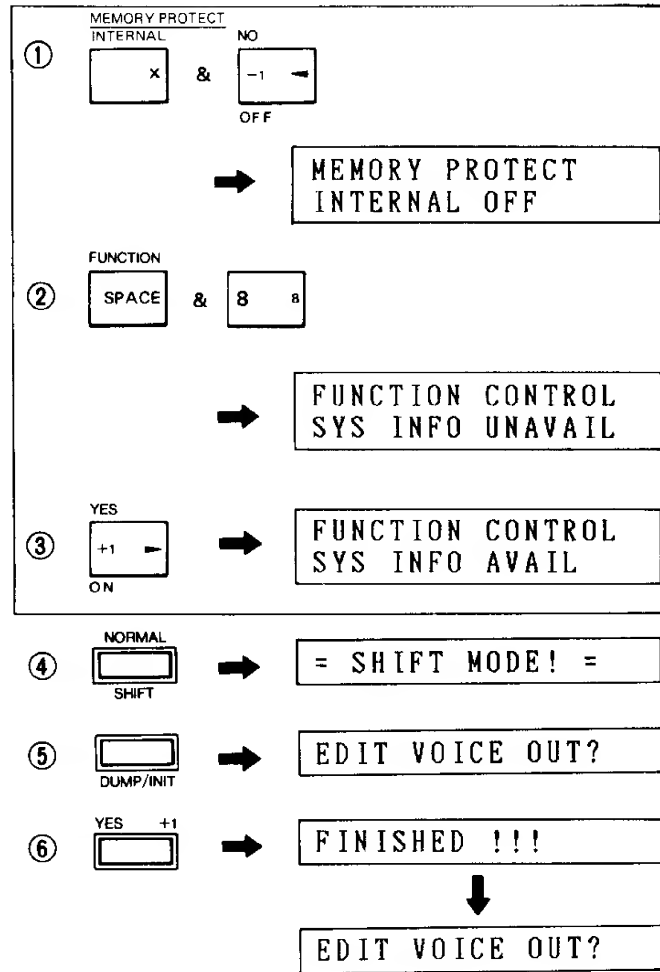 MEMORY PROTECT
INTERNAL NO
① × & −1
OFF
MEMORY PROTECT
INTERNAL OFF
FUNCTION
② SPACE & 8 8
FUNCTION CONTROL
SYS INFO UNAVAIL
YES
③ +1
ON
FUNCTION CONTROL
SYS INFO AVAIL
NORMAL
④ = SHIFT MODE! =
SHIFT
⑤ EDIT VOICE OUT?
DUMP/INIT
YES +1
⑥ FINISHED !!!
EDIT VOICE OUT?